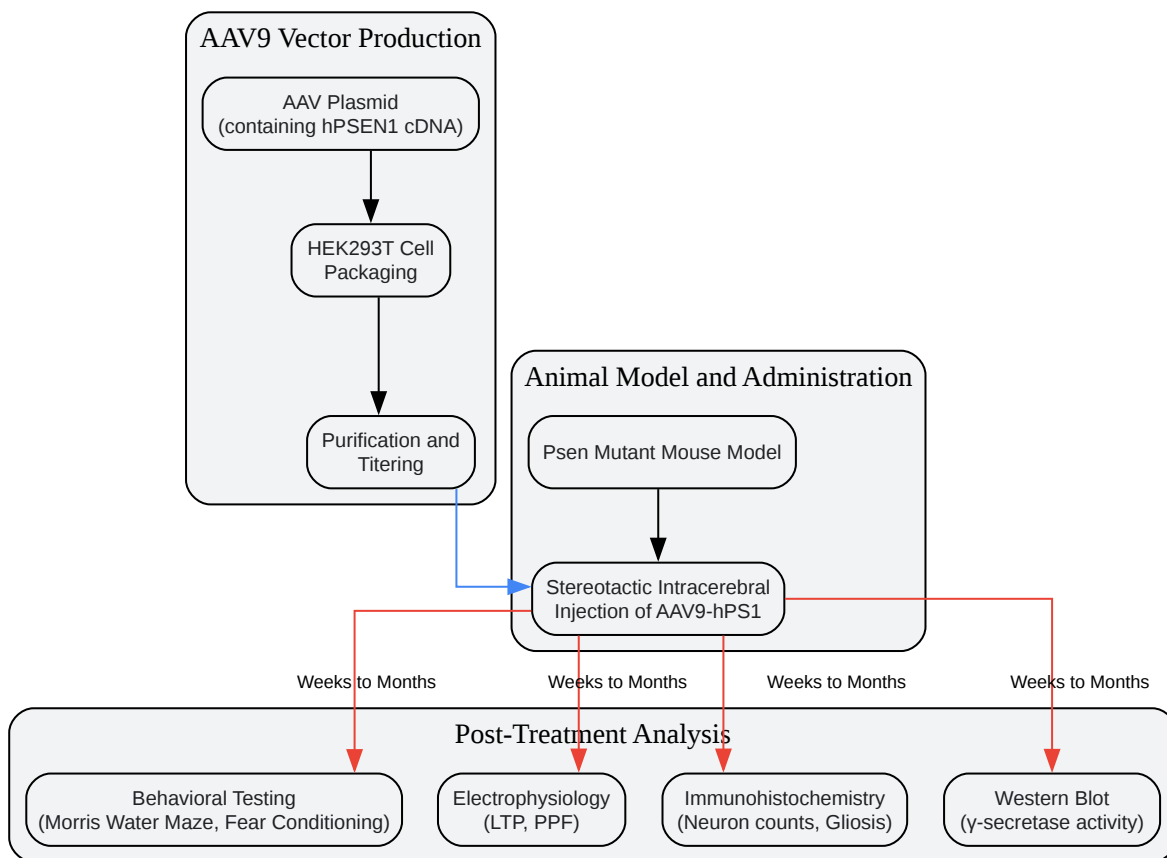 AAV9 Vector Production
AAV Plasmid
(containing hPSEN1 cDNA)
HEK293T Cell
Packaging
Purification and
Titering
Animal Model and Administration
Psen Mutant Mouse Model
Stereotactic Intracerebral
Injection of AAV9-hPS1
Weeks to Months
Weeks to Months
Weeks to Months
Weeks to Months
Post-Treatment Analysis
Behavioral Testing
(Morris Water Maze, Fear Conditioning)
Electrophysiology
(LTP, PPF)
Immunohistochemistry
(Neuron counts, Gliosis)
Western Blot
(γ-secretase activity)